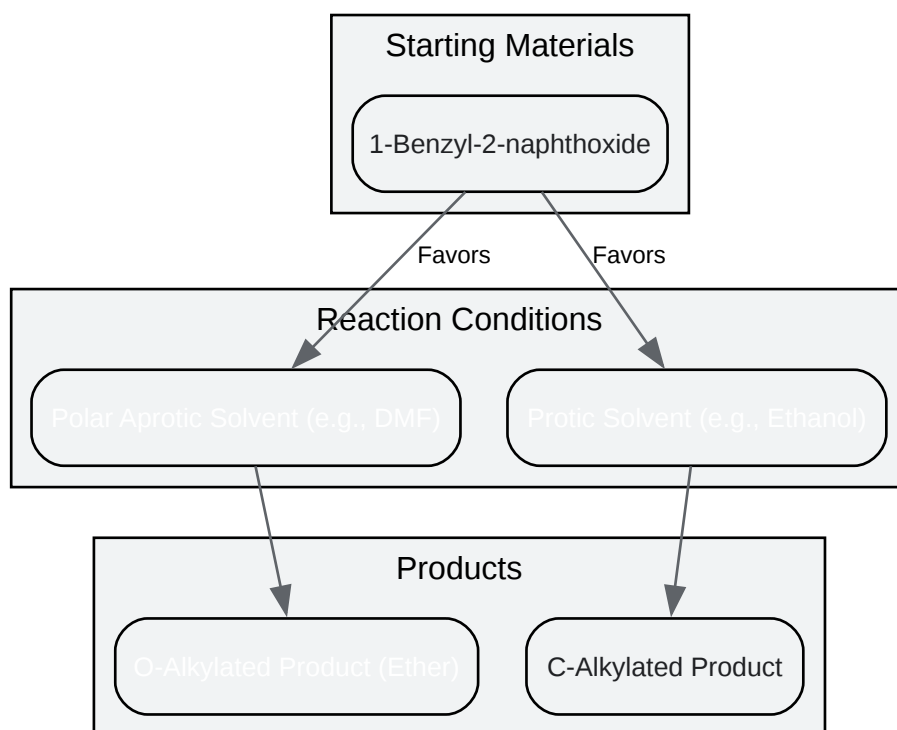 Starting Materials
1-Benzyl-2-naphthoxide
Favors
Favors
Reaction Conditions
Polar Aprotic Solvent (e.g., DMF)
Protic Solvent (e.g., Ethanol)
Products
O-Alkylated Product (Ether)
C-Alkylated Product